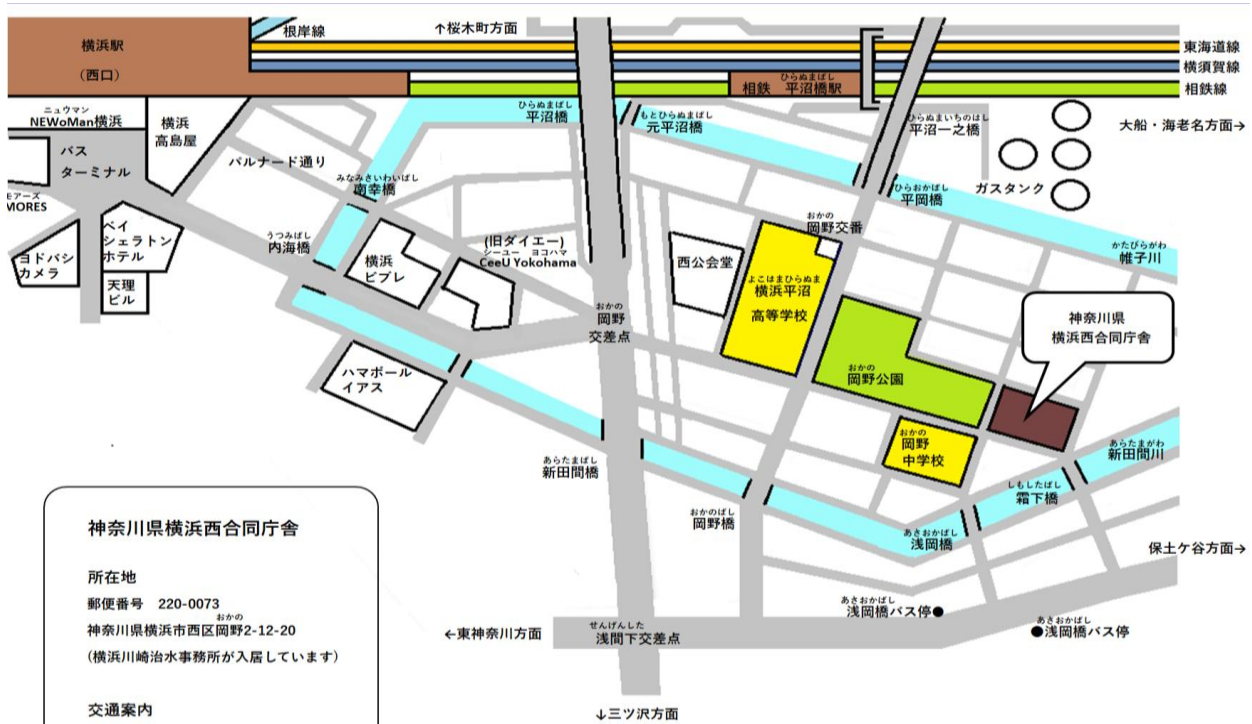 根岸線
↑桜木町方面
横浜駅
(西口)
東海道線
横須賀線
相鉄線
ひらぬまばし
相鉄 平沼橋駅
ニュウマン
NEWoMan横浜
横浜
高島屋
バス
ターミナル
モアーズ
MORES
パルナード通り
ひらぬまばし
平沼橋
もとひらぬまばし
元平沼橋
ひらぬまいちのはし
平沼一之橋
大船・海老名方面→
ガスタンク
みなみさいわいばし
南幸橋
ひらおかばし
平岡橋
おかの
岡野交番
かたびらがわ
帷子川
ベイ
シェラトン
ホテル
ヨドバシ
カメラ
天理
ビル
うつみばし
内海橋
横浜
ビブレ
(旧ダイエー)
シーユー ヨコハマ
CeeU Yokohama
西公会堂
よこはまひらぬま
横浜平沼
高等学校
おかの
岡野
交差点
神奈川県
横浜西合同庁舎
おかの
岡野公園
ハマボール
イアス
おかの
岡野
中学校
あらたまがわ
新田間川
あらたまばし
新田間橋
しもしたばし
霜下橋
おかのばし
岡野橋
あさおかばし
浅岡橋
保土ケ谷方面→
神奈川県横浜西合同庁舎
所在地
郵便番号 220-0073
おかの
神奈川県横浜市西区岡野2-12-20
(横浜川崎治水事務所が入居しています)
交通案内
←東神奈川方面
せんげんした
浅間下交差点
あさおかばし
浅岡橋バス停●
あさおかばし
●浅岡橋バス停
↓三ツ沢方面